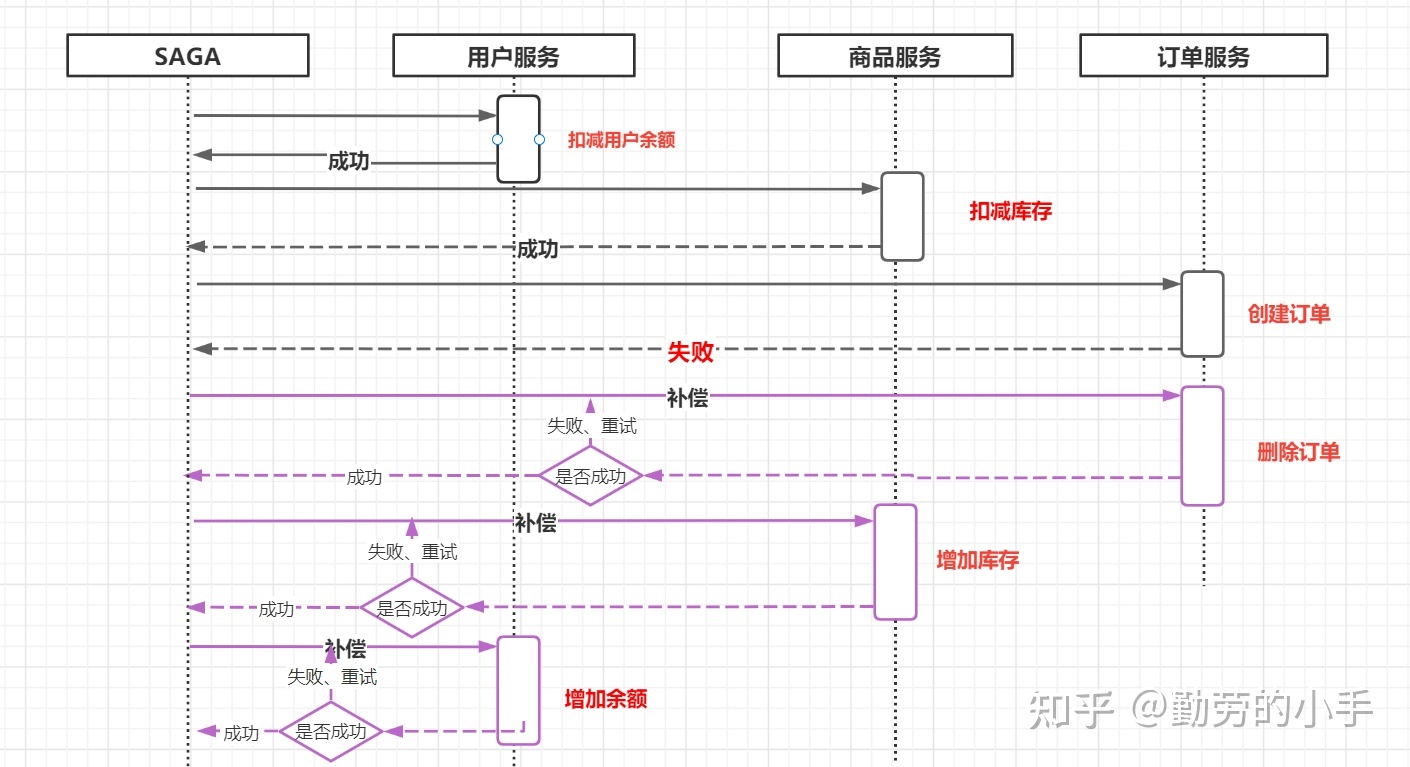 SAGA
用户服务
商品服务
订单服务
扣减用户余额
成功
扣减库存
成功
创建订单
失败
补偿
失败、重试
删除订单
是否成功
成功
补偿
失败、重试
增加库存
是否成功
成功
补偿
失败、重试
增加余额
是否成功
成功
知乎 @勤劳的小手